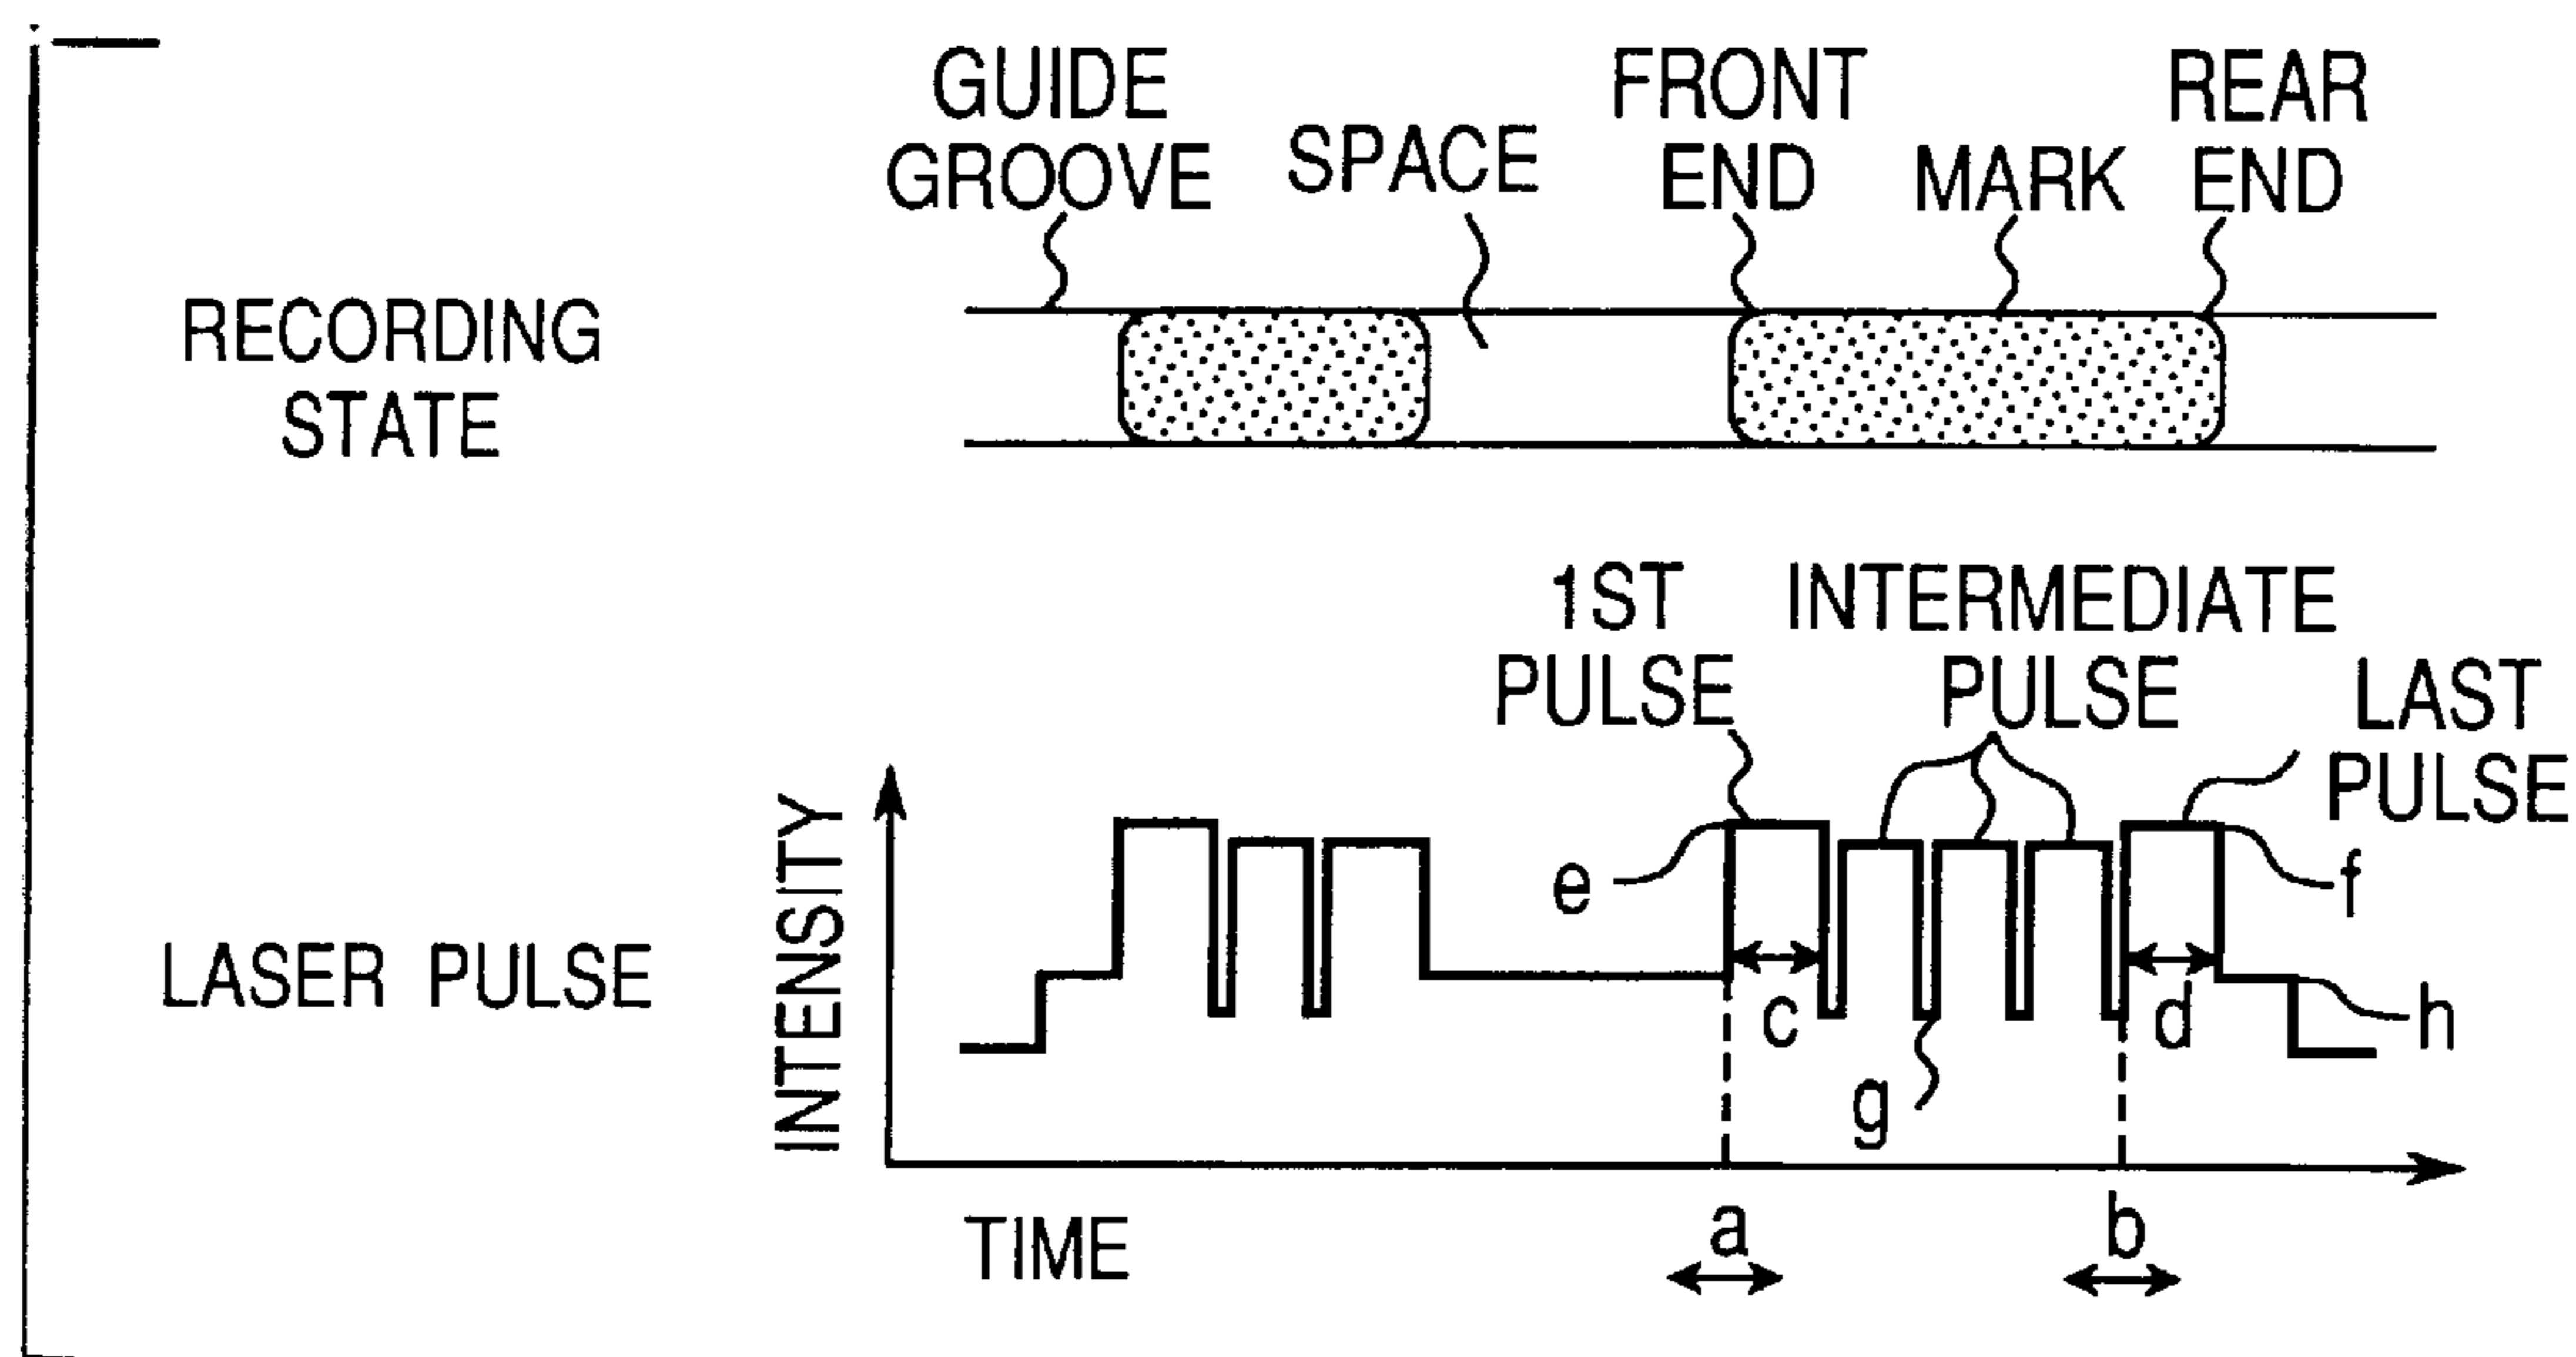 GUIDE
GROOVE
SPACE
FRONT
END
MARK
REAR
END
RECORDING
STATE
1ST
PULSE
INTERMEDIATE
PULSE
LAST
PULSE
LASER PULSE
INTENSITY
e
f
c
d
h
g
TIME
a
b